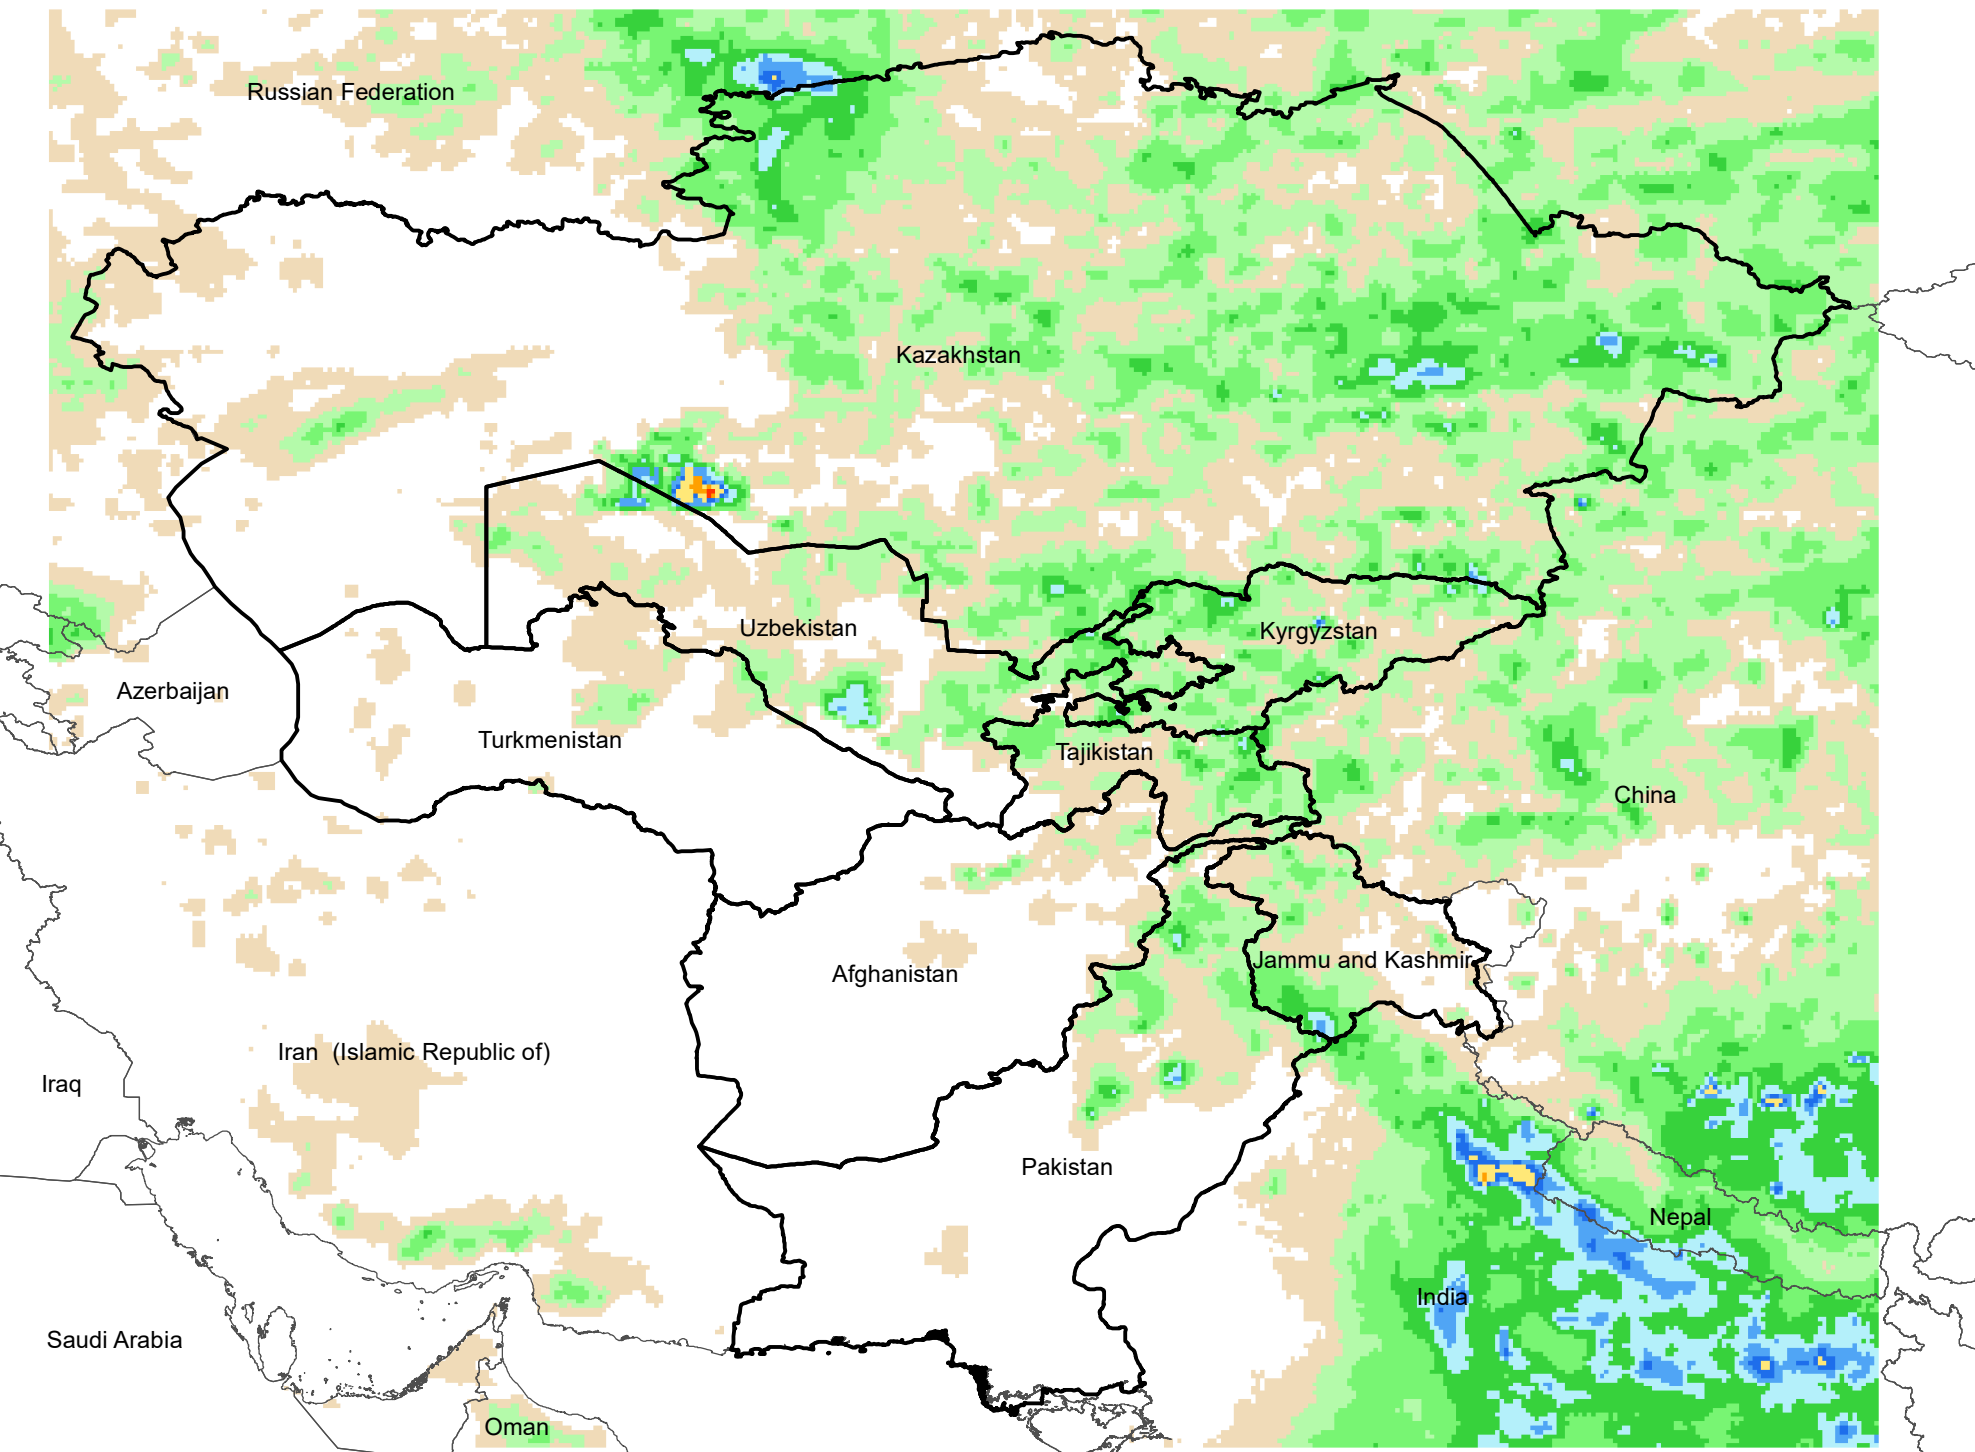 Russian Federation
Kazakhstan
Uzbekistan
Kyrgyzstan
Azerbaijan
Turkmenistan
Tajikistan
China
Afghanistan
Jammu and Kashmir
Iran  (Islamic Republic of)
Iraq
Pakistan
Nepal
India
Saudi Arabia
Oman